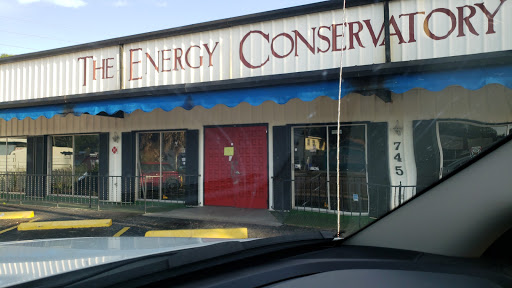 THE ENERGY CONSERVATORY
745